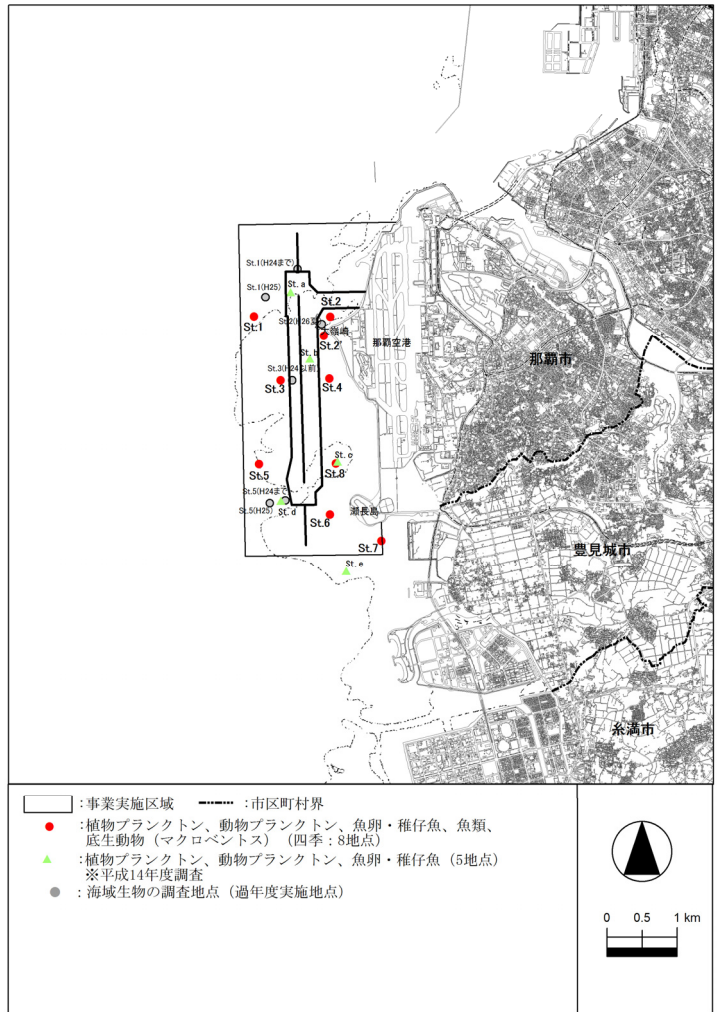 St.1(H24まで)
St.1(H25)
St. a
St.2
St.1
St.2(H26夏)
大嶺崎
St.2'
那覇空港
St. b
那覇市
St.3(H24以前)
St.3
St.4
St. c
St.5
St.8
St.5(H24まで)
St.5(H25)
St. d
St.6
瀬長島
St.7
豊見城市
St. e
糸満市
:事業実施区域
:市区町村界
:植物プランクトン、動物プランクトン、魚卵・稚仔魚、魚類、
底生動物（マクロベントス）（四季：8地点）
:植物プランクトン、動物プランクトン、魚卵・稚仔魚（5地点）
※平成14年度調査
:海域生物の調査地点（過年度実施地点）
0 0.5 1 km